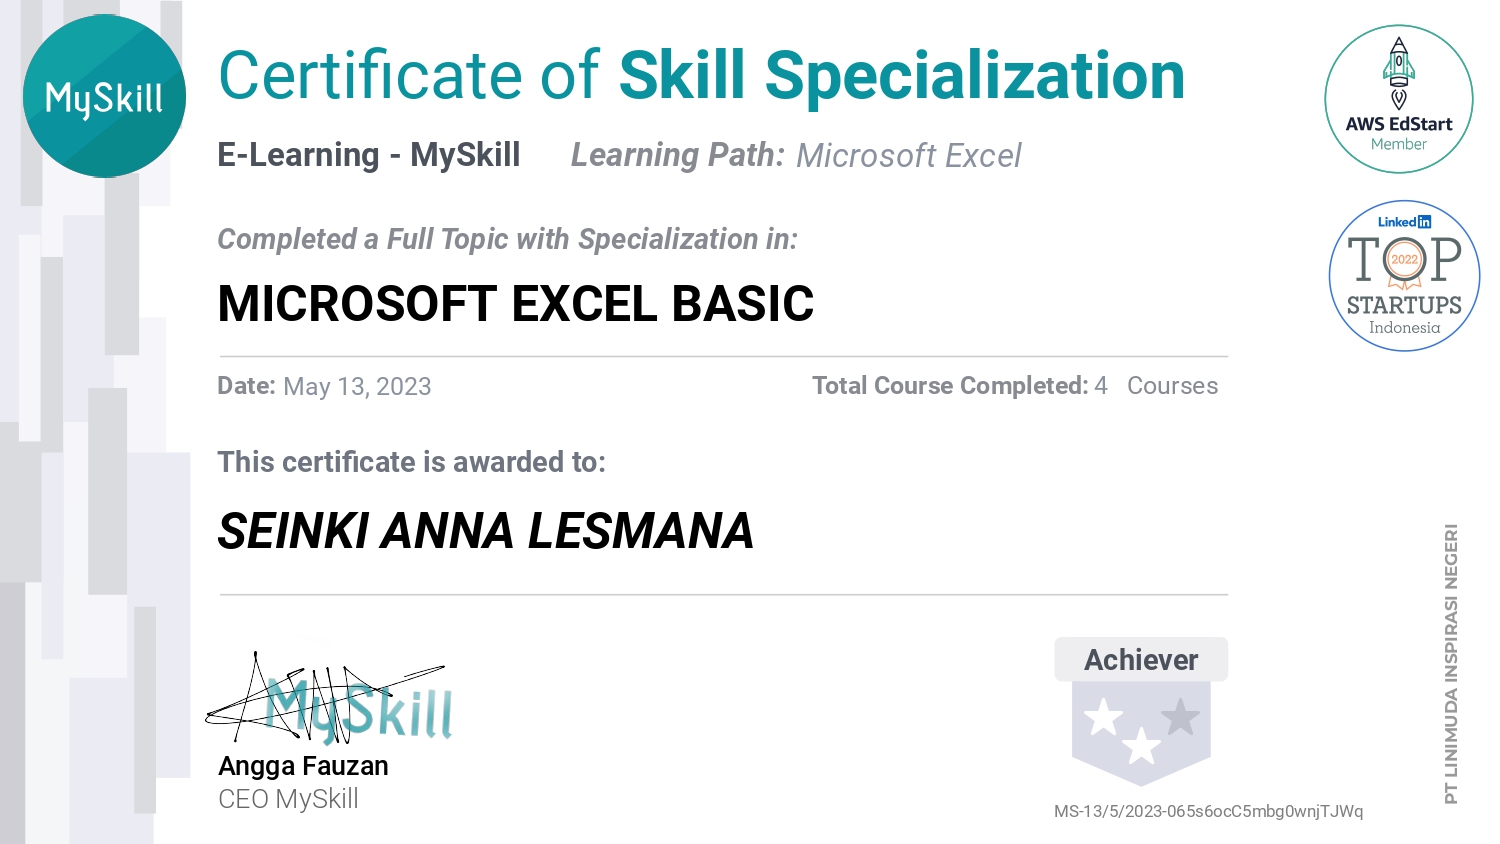 MySkill
Certificate of Skill Specialization
E-Learning - MySkill Learning Path: Microsoft Excel
Completed a Full Topic with Specialization in:
MICROSOFT EXCEL BASIC
Date: May 13, 2023 Total Course Completed: 4 Courses
This certificate is awarded to:
SEINKI ANNA LESMANA
MySkill
Angga Fauzan
CEO MySkill
Achiever
MS-13/5/2023-065s6ocC5mbg0wnjTJWq
AWS EdStart
Member
Linkedin
TOP
2022
STARTUPS
Indonesia
PT LINIMUDA INSPIRASI NEGERI